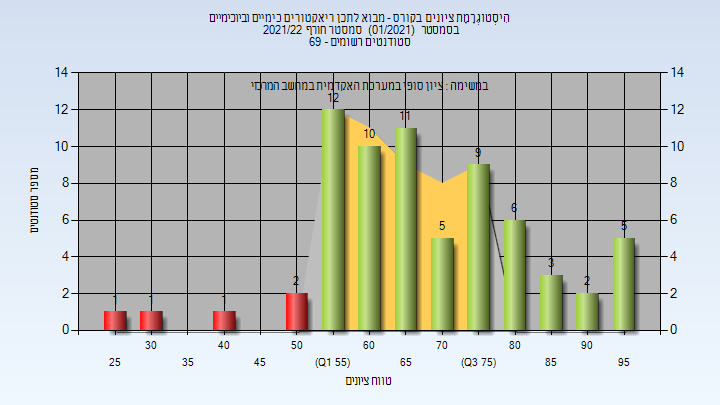 הִיסְטוֹגְרָמַת ציונים בקורס - מבוא לתכן ריאקטורים כימיים וביוכימיים
בסמסטר (01/2021) סמסטר חורף 2021/22
סטודנטים רשומים - 69
במשימה : ציון סופי במערכת האקדמית במחשב המרכזי
מספר סטודנטים
14 14
12 12
10 10
8 8
6 6
4 4
2 2
0 0
1 1 1 2 12 10 11 5 9 6 3 2 5
30 40 50 60 70 80 90
25 35 45 (Q1 55) 65 (Q3 75) 85 95
טווח ציונים